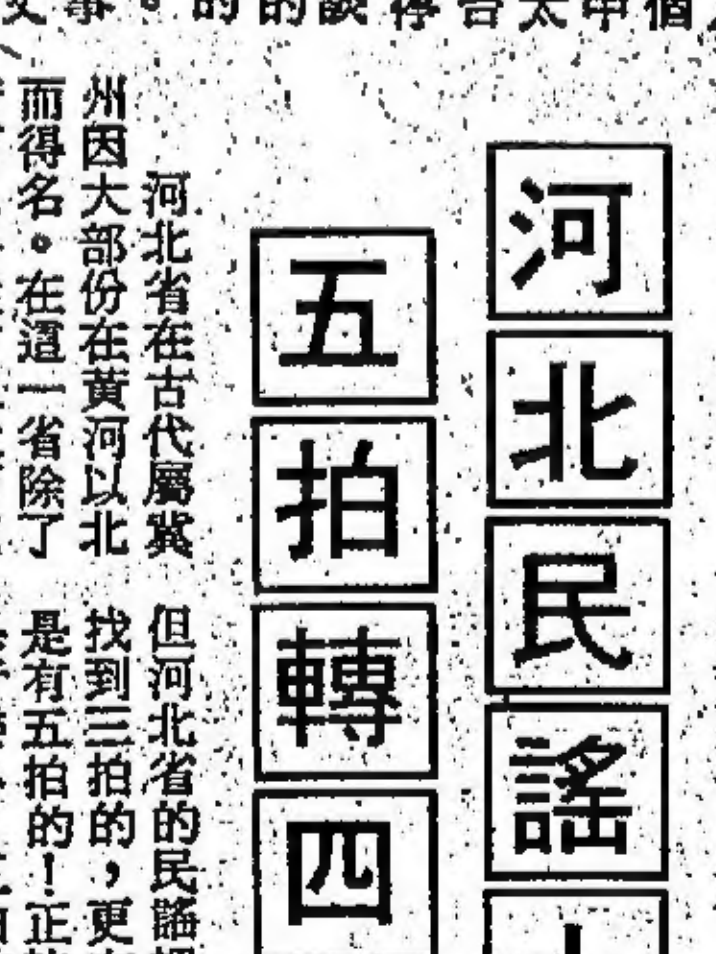 河北民謠
五拍轉四
河北省在古代屬冀
州因大部份在黃河以北
而得名。在這一省除了
但河北省的民謠
找到三拍的，更
是有五拍的！正